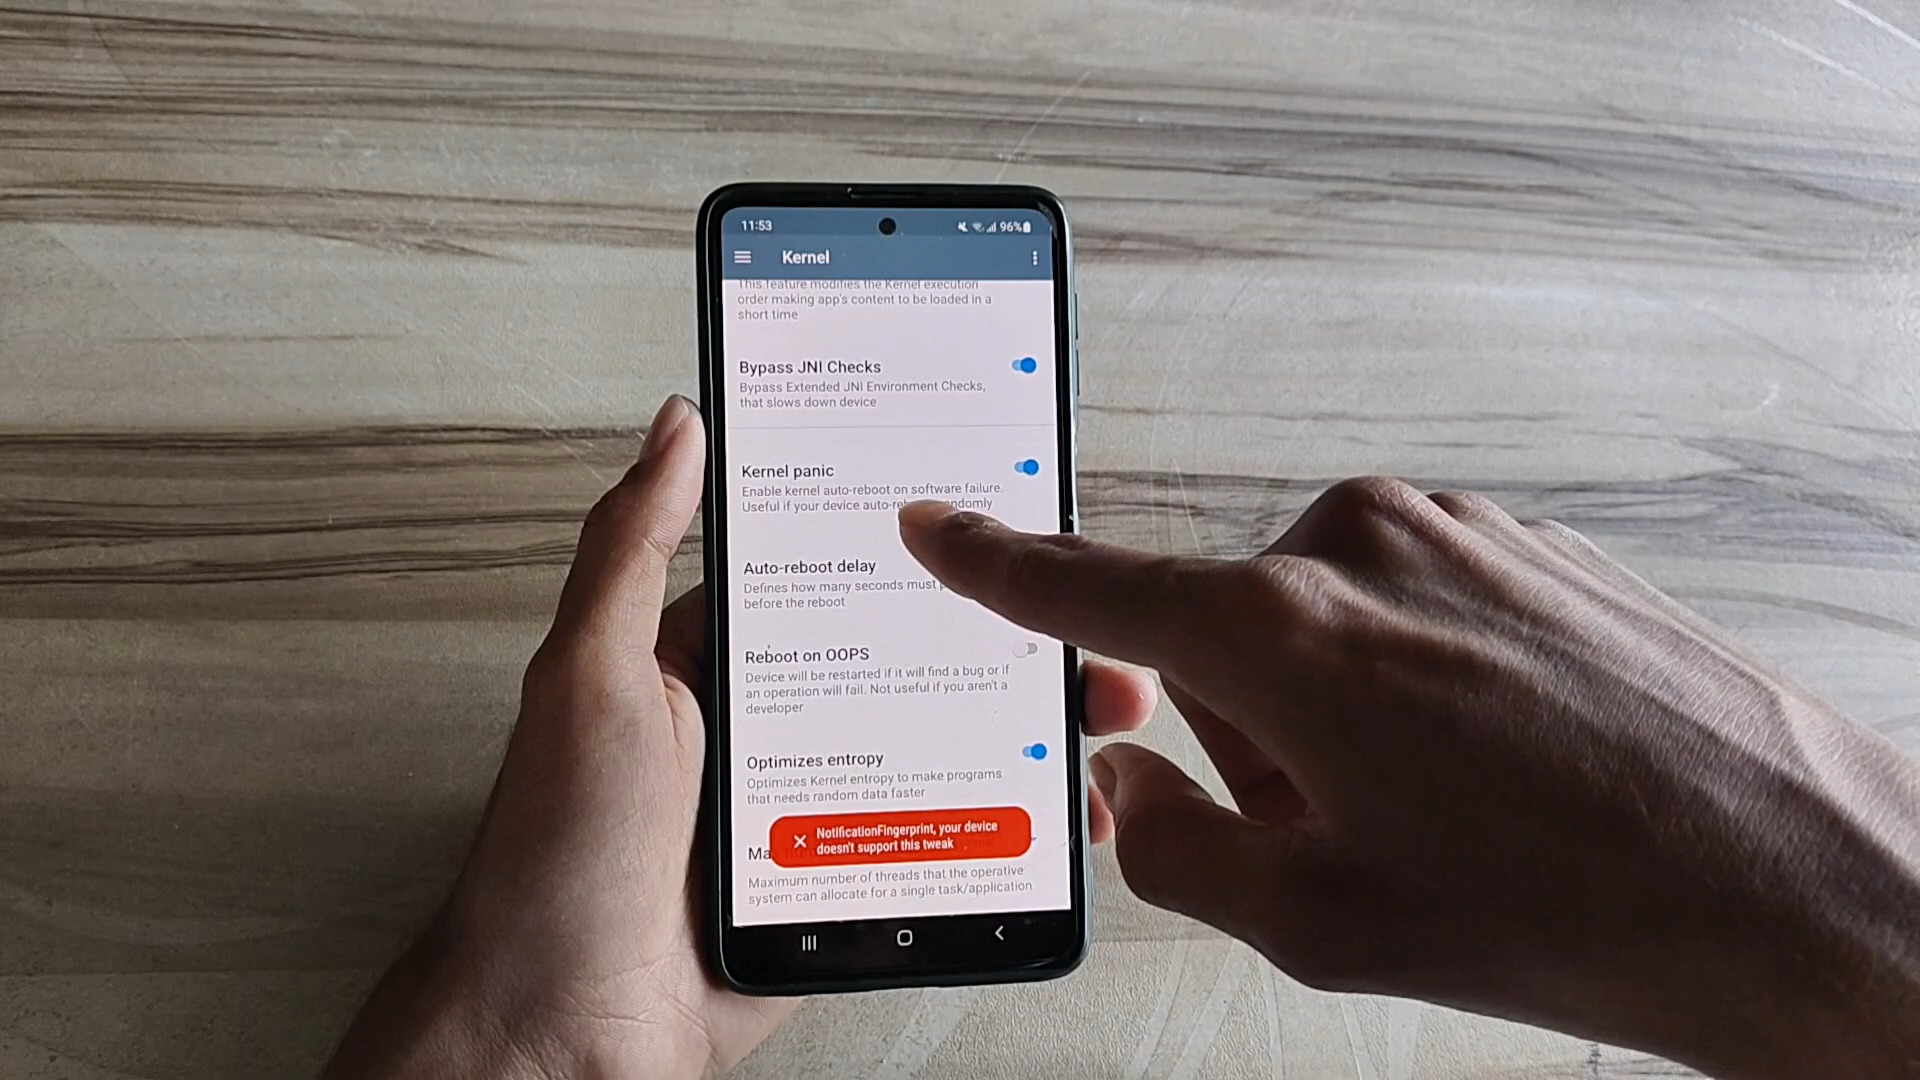 11:53
96%
Kernel
This feature modifies the Kernel execution
order making app's content to be loaded in a
short time
Bypass JNI Checks
Bypass Extended JNI Environment Checks,
that slows down device
Kernel panic
Enable kernel auto-reboot on software failure.
Useful if your device
Auto-reboot delay
Defines how many seconds must
before the reboot
Reboot on OOPS
Device will be restarted if it will find a bug or if
an operation will fail. Not useful if you aren't a
developer
Optimizes entropy
Optimizes Kernel entropy to make programs
that needs random data faster
NotificationFingerprint, your device
doesn't support this tweak
Maximum number of threads that the operative
system can allocate for a single task/application